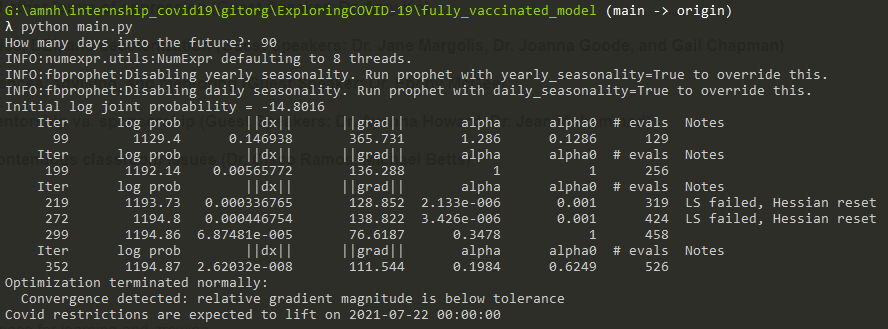 G:\amnh\internship_covid19\gitorg\ExploringCOVID-19\fully_vaccinated_model (main -> origin)
λ python main.py
How many days into the future?: 90
INFO:numexpr.utils:NumExpr defaulting to 8 threads.
INFO:fbprophet:Disabling yearly seasonality. Run prophet with yearly_seasonality=True to override this.
INFO:fbprophet:Disabling daily seasonality. Run prophet with daily_seasonality=True to override this.
Initial log joint probability = -14.8016
Iter log prob ||dx|| ||grad|| alpha alpha0 # evals Notes
99 1129.4 0.146938 365.731 1.286 0.1286 129
Iter log prob ||dx|| ||grad|| alpha alpha0 # evals Notes
199 1192.14 0.00565772 136.288 1 1 256
Iter log prob ||dx|| ||grad|| alpha alpha0 # evals Notes
219 1193.73 0.000336765 128.852 2.133e-006 0.001 319 LS failed, Hessian reset
272 1194.8 0.000446754 138.822 3.426e-006 0.001 424 LS failed, Hessian reset
299 1194.86 6.87481e-005 76.6187 0.3478 1 458
Iter log prob ||dx|| ||grad|| alpha alpha0 # evals Notes
352 1194.87 2.62032e-008 111.544 0.1984 0.6249 526
Optimization terminated normally:
Convergence detected: relative gradient magnitude is below tolerance
Covid restrictions are expected to lift on 2021-07-22 00:00:00